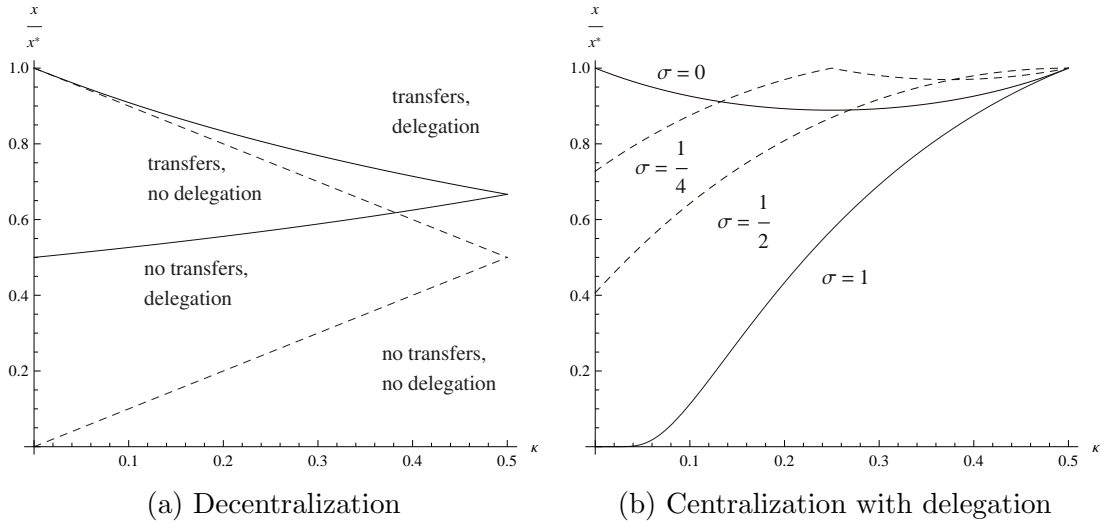 x
x*
1.0
0.8
0.6
0.4
0.2
0.1
0.2
0.3
0.4
0.5
κ
transfers,
delegation
transfers,
no delegation
no transfers,
delegation
no transfers,
no delegation
(a) Decentralization
x
x*
1.0
0.8
0.6
0.4
0.2
0.1
0.2
0.3
0.4
0.5
κ
σ = 0
σ = 1/4
σ = 1/2
σ = 1
(b) Centralization with delegation